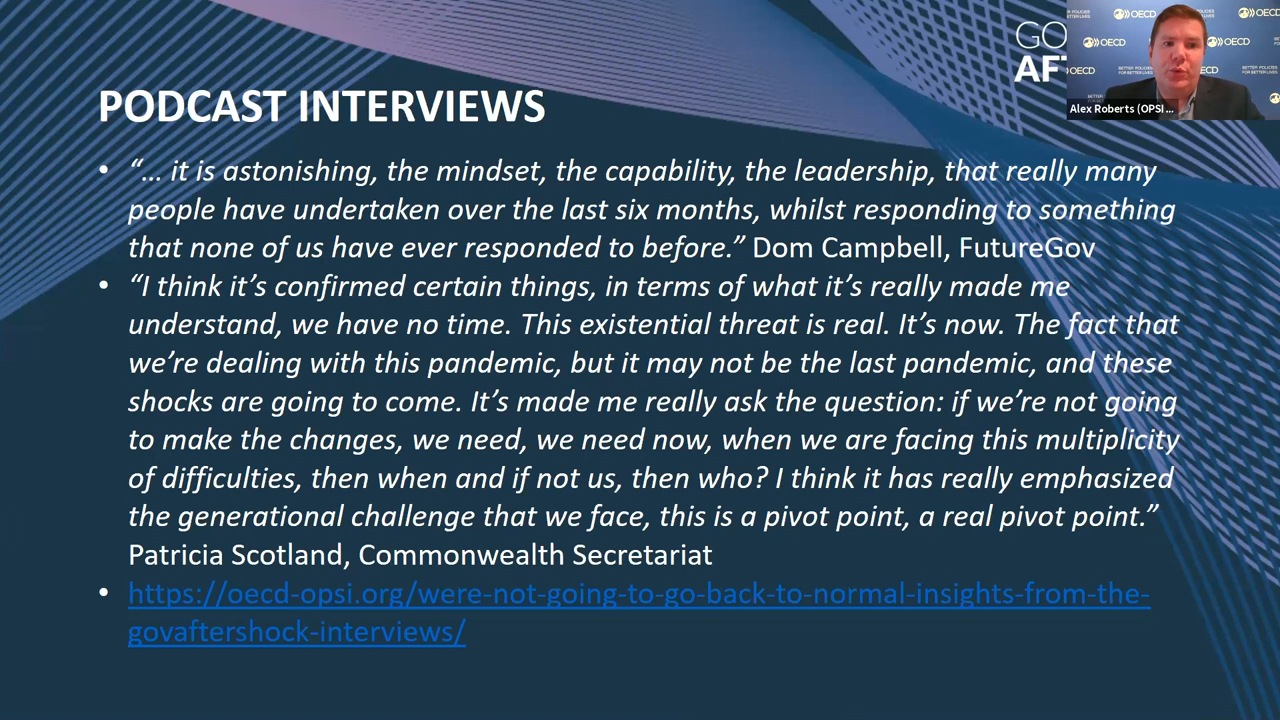 GO
AFT
OECD
BETTER POLICIES
FOR BETTER LIVES
Alex Roberts (OPSI ...
PODCAST INTERVIEWS
• “... it is astonishing, the mindset, the capability, the leadership, that really many
people have undertaken over the last six months, whilst responding to something
that none of us have ever responded to before.” Dom Campbell, FutureGov
• “I think it’s confirmed certain things, in terms of what it’s really made me
understand, we have no time. This existential threat is real. It’s now. The fact that
we’re dealing with this pandemic, but it may not be the last pandemic, and these
shocks are going to come. It’s made me really ask the question: if we’re not going
to make the changes, we need, we need now, when we are facing this multiplicity
of difficulties, then when and if not us, then who? I think it has really emphasized
the generational challenge that we face, this is a pivot point, a real pivot point.”
Patricia Scotland, Commonwealth Secretariat
• https://oecd-opsi.org/were-not-going-to-go-back-to-normal-insights-from-the-
govaftershock-interviews/